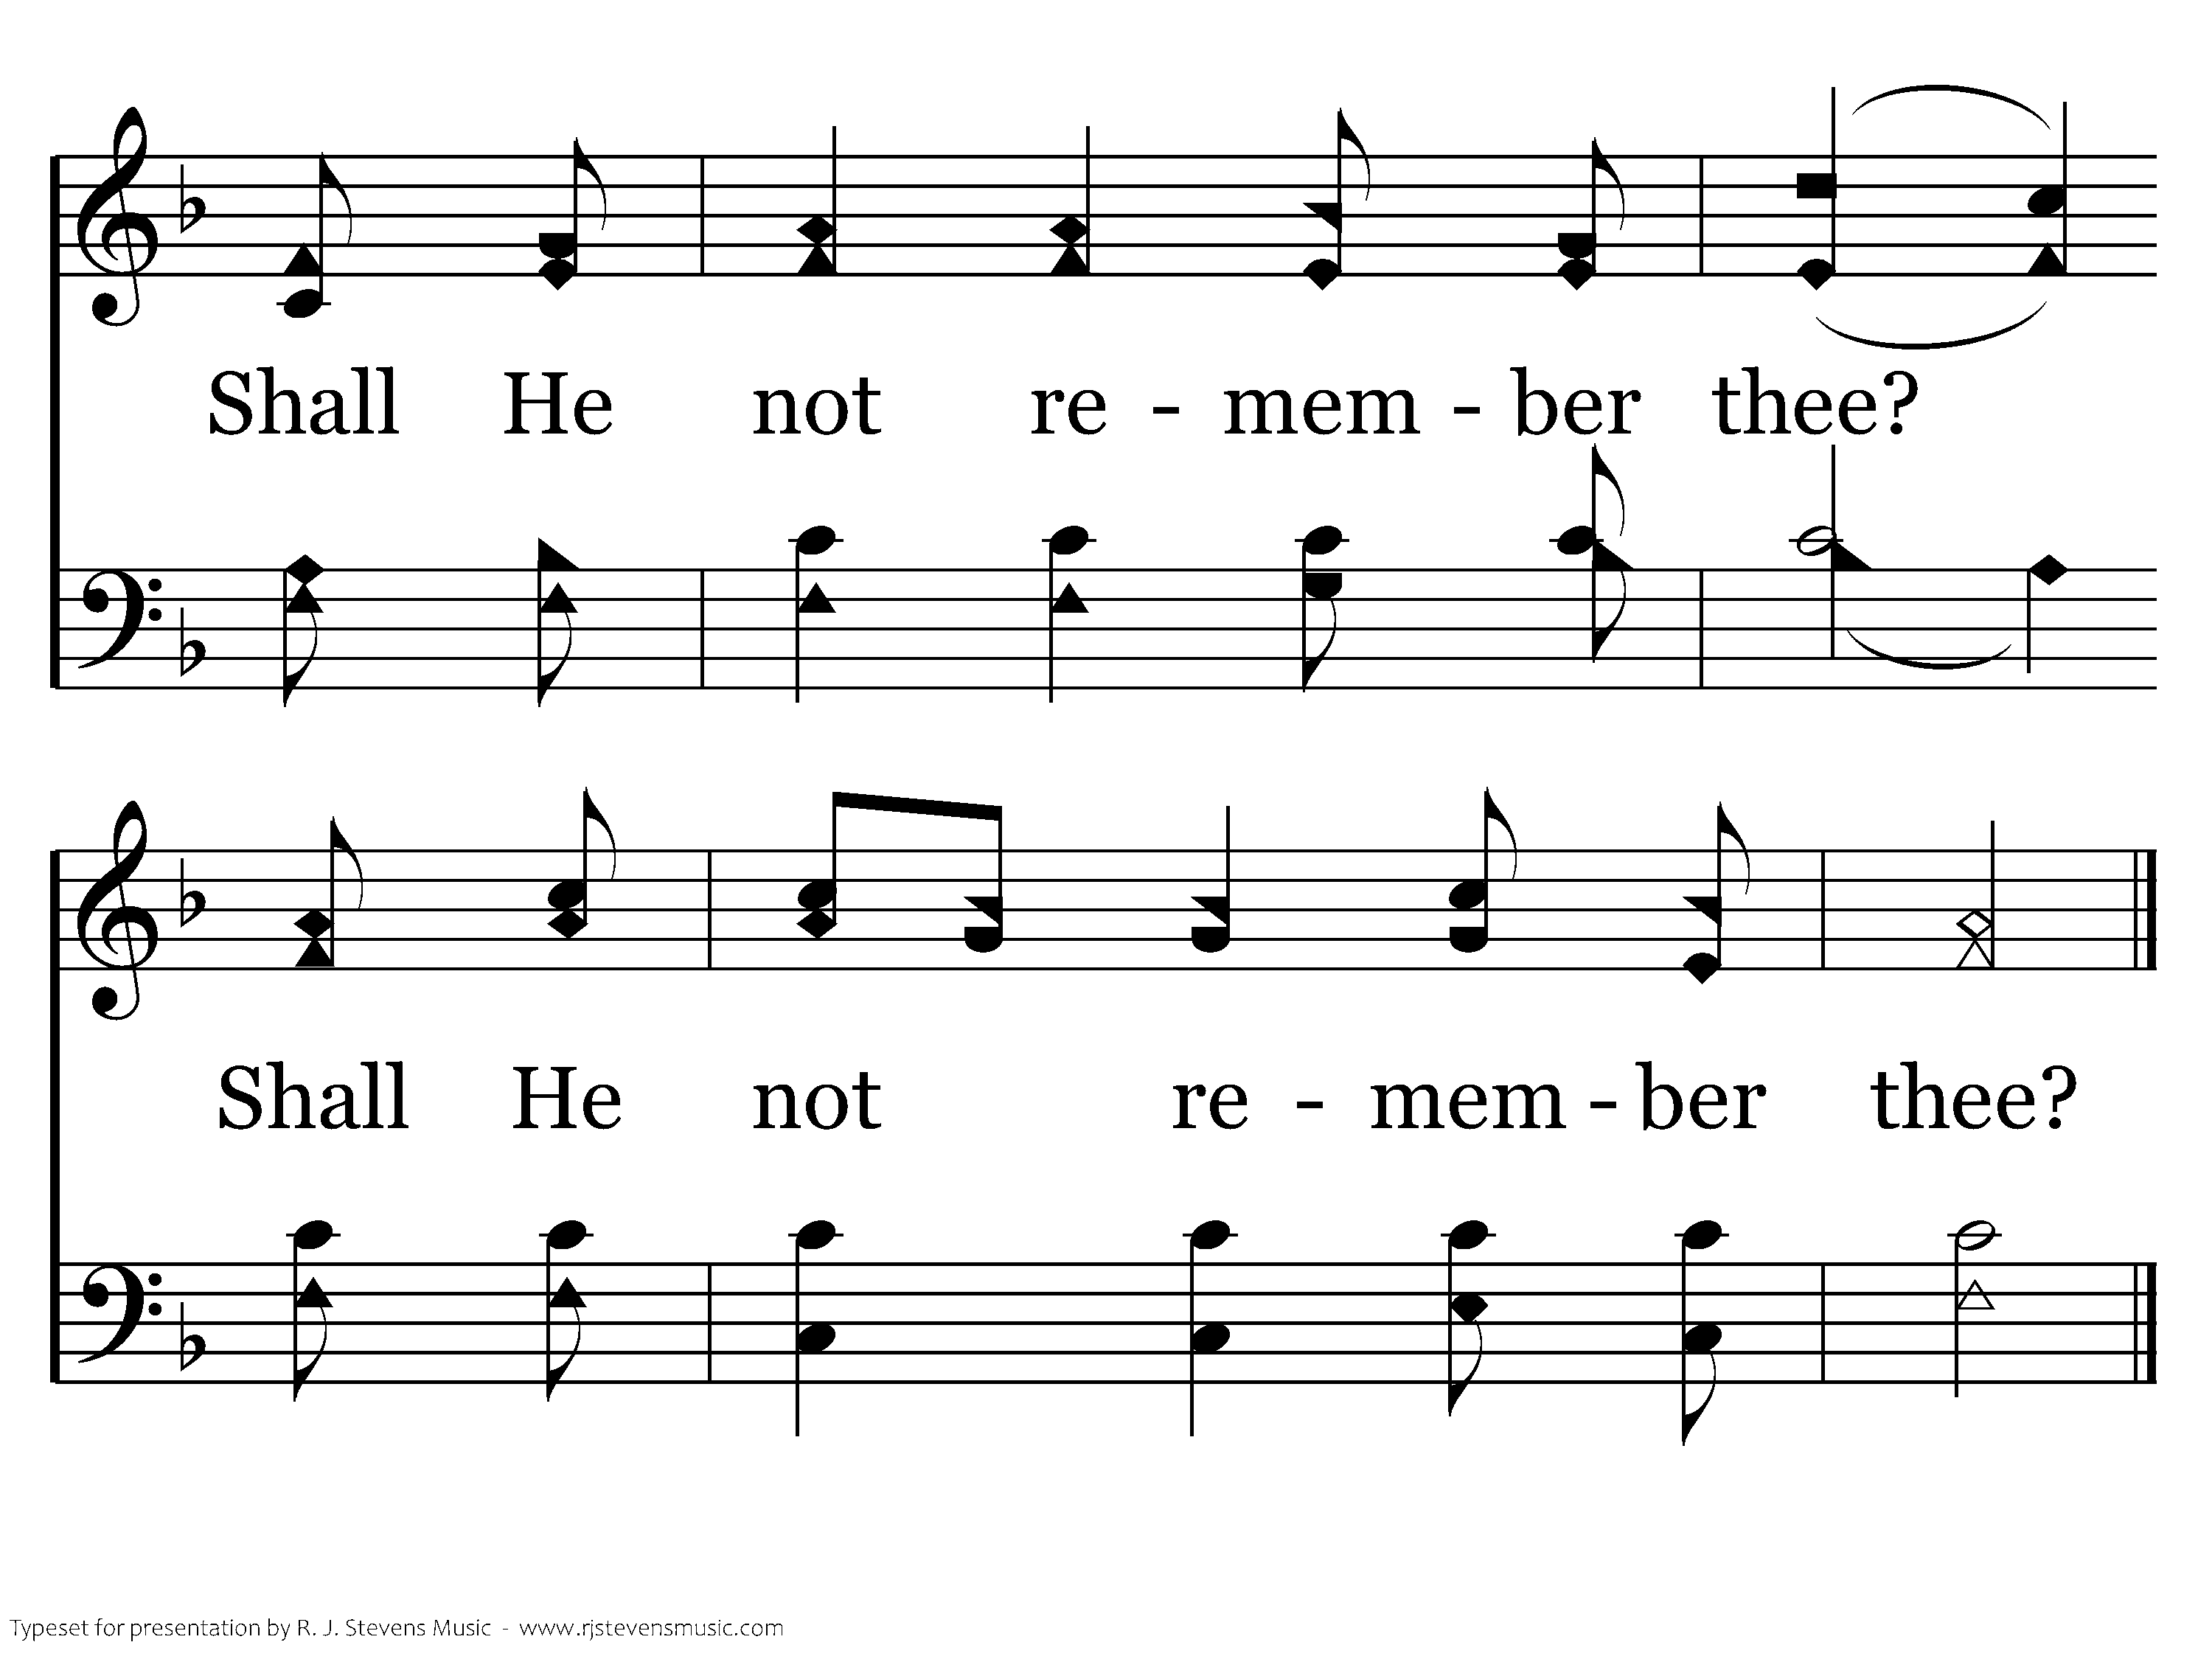 Shall He not re - mem - ber thee?
Shall He not re - mem - ber thee?
Typeset for presentation by R. J. Stevens Music - www.rjstevensmusic.com